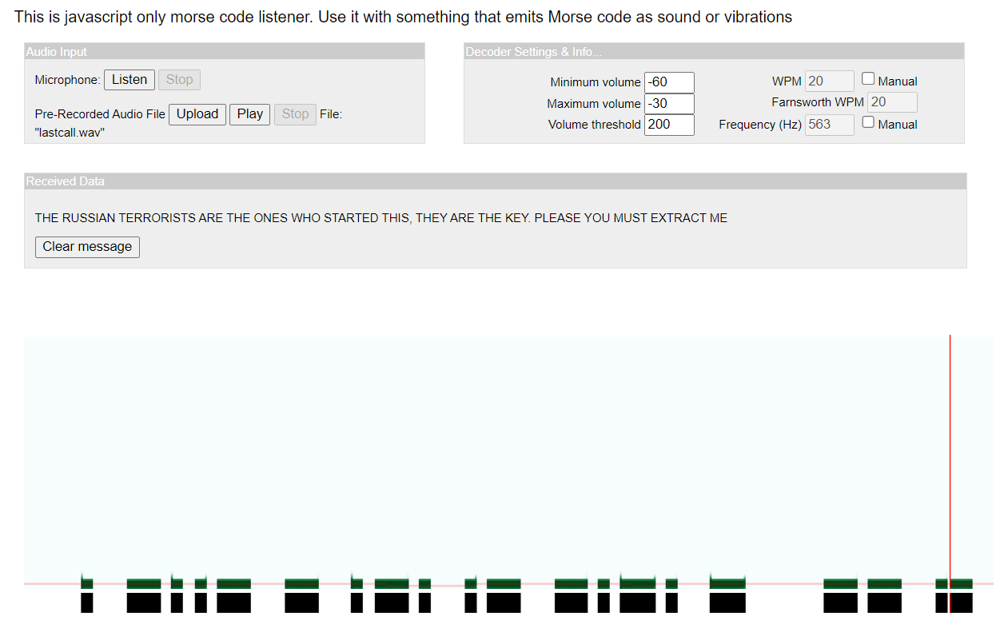 This is javascript only morse code listener. Use it with something that emits Morse code as sound or vibrations
Audio Input
Microphone: Listen Stop
Pre-Recorded Audio File Upload Play Stop File:
"lastcall.wav"
Decoder Settings & Info...
Minimum volume -60
Maximum volume -30
Volume threshold 200
WPM 20 Manual
Farnsworth WPM 20
Frequency (Hz) 563 Manual
Received Data
THE RUSSIAN TERRORISTS ARE THE ONES WHO STARTED THIS, THEY ARE THE KEY. PLEASE YOU MUST EXTRACT ME
Clear message